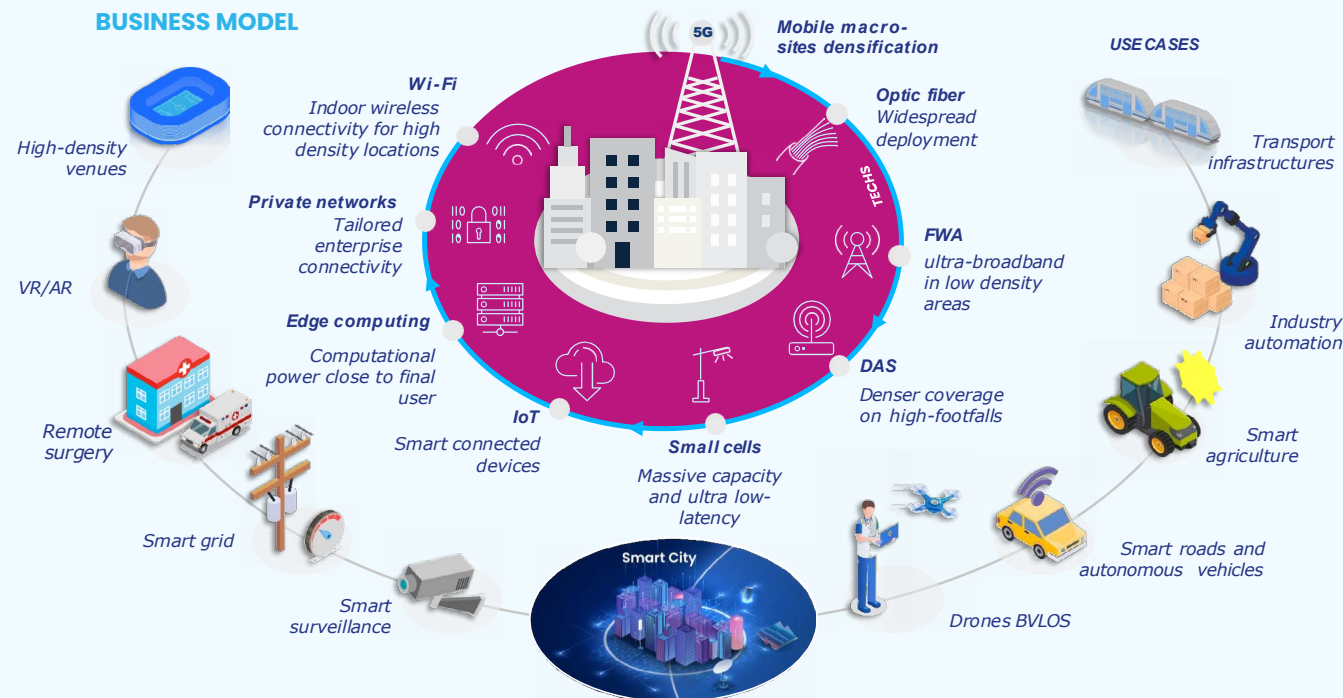 BUSINESS MODEL
5G
Mobile macro-
sites densification
USECASES
Wi-Fi
Indoor wireless
connectivity for high
density locations
Optic fiber
Widespread
deployment
TECHS
High-density
venues
Transport
infrastructures
Private networks
Tailored
enterprise
connectivity
FWA
ultra-broadband
in low density
areas
VR/AR
Industry
automation
Edge computing
Computational
power close to final
user
DAS
Denser coverage
on high-footfalls
IoT
Smart connected
devices
Small cells
Massive capacity
and ultra low-
latency
Remote
surgery
Smart
agriculture
Smart grid
Smart roads and
autonomous vehicles
Smart City
Smart
surveillance
Drones BVLOS